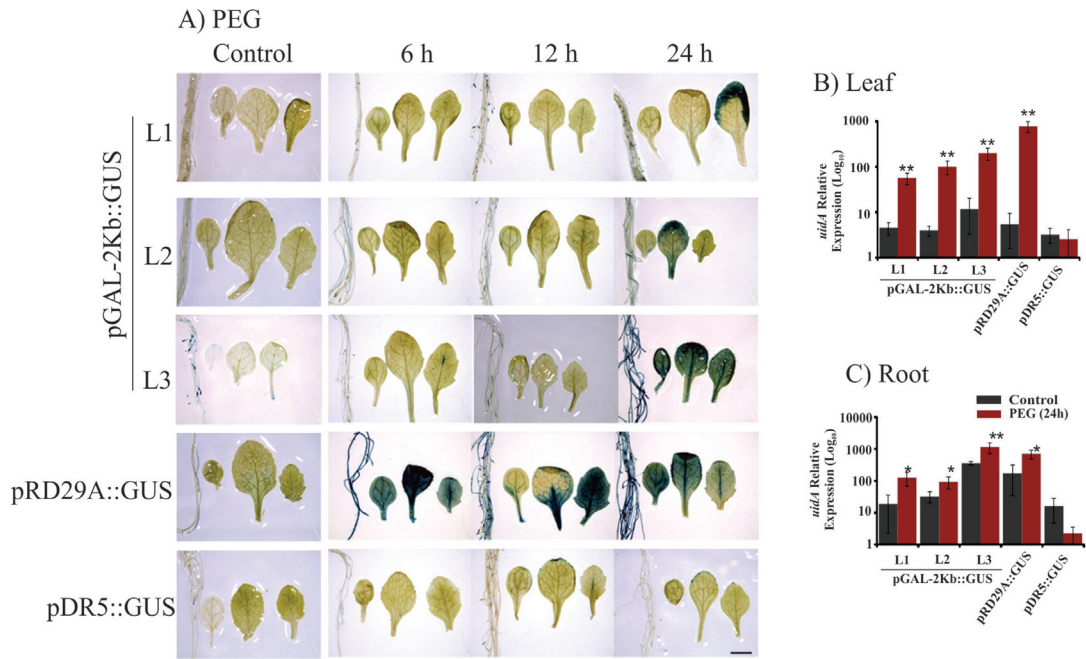 A) PEG
Control 6 h 12 h 24 h
pGAL-2Kb::GUS
L1
L2
L3
pRD29A::GUS
pDR5::GUS
B) Leaf
uidA Relative
Expression (Log₁₀)
1000
100
10
1
** ** ** **
L1 L2 L3
pGAL-2Kb::GUS
pRD29A::GUS
pDR5::GUS
C) Root
Control
PEG (24h)
uidA Relative
Expression (Log₁₀)
10000
1000
100
10
1
* * ** *
L1 L2 L3
pGAL-2Kb::GUS
pRD29A::GUS
pDR5::GUS